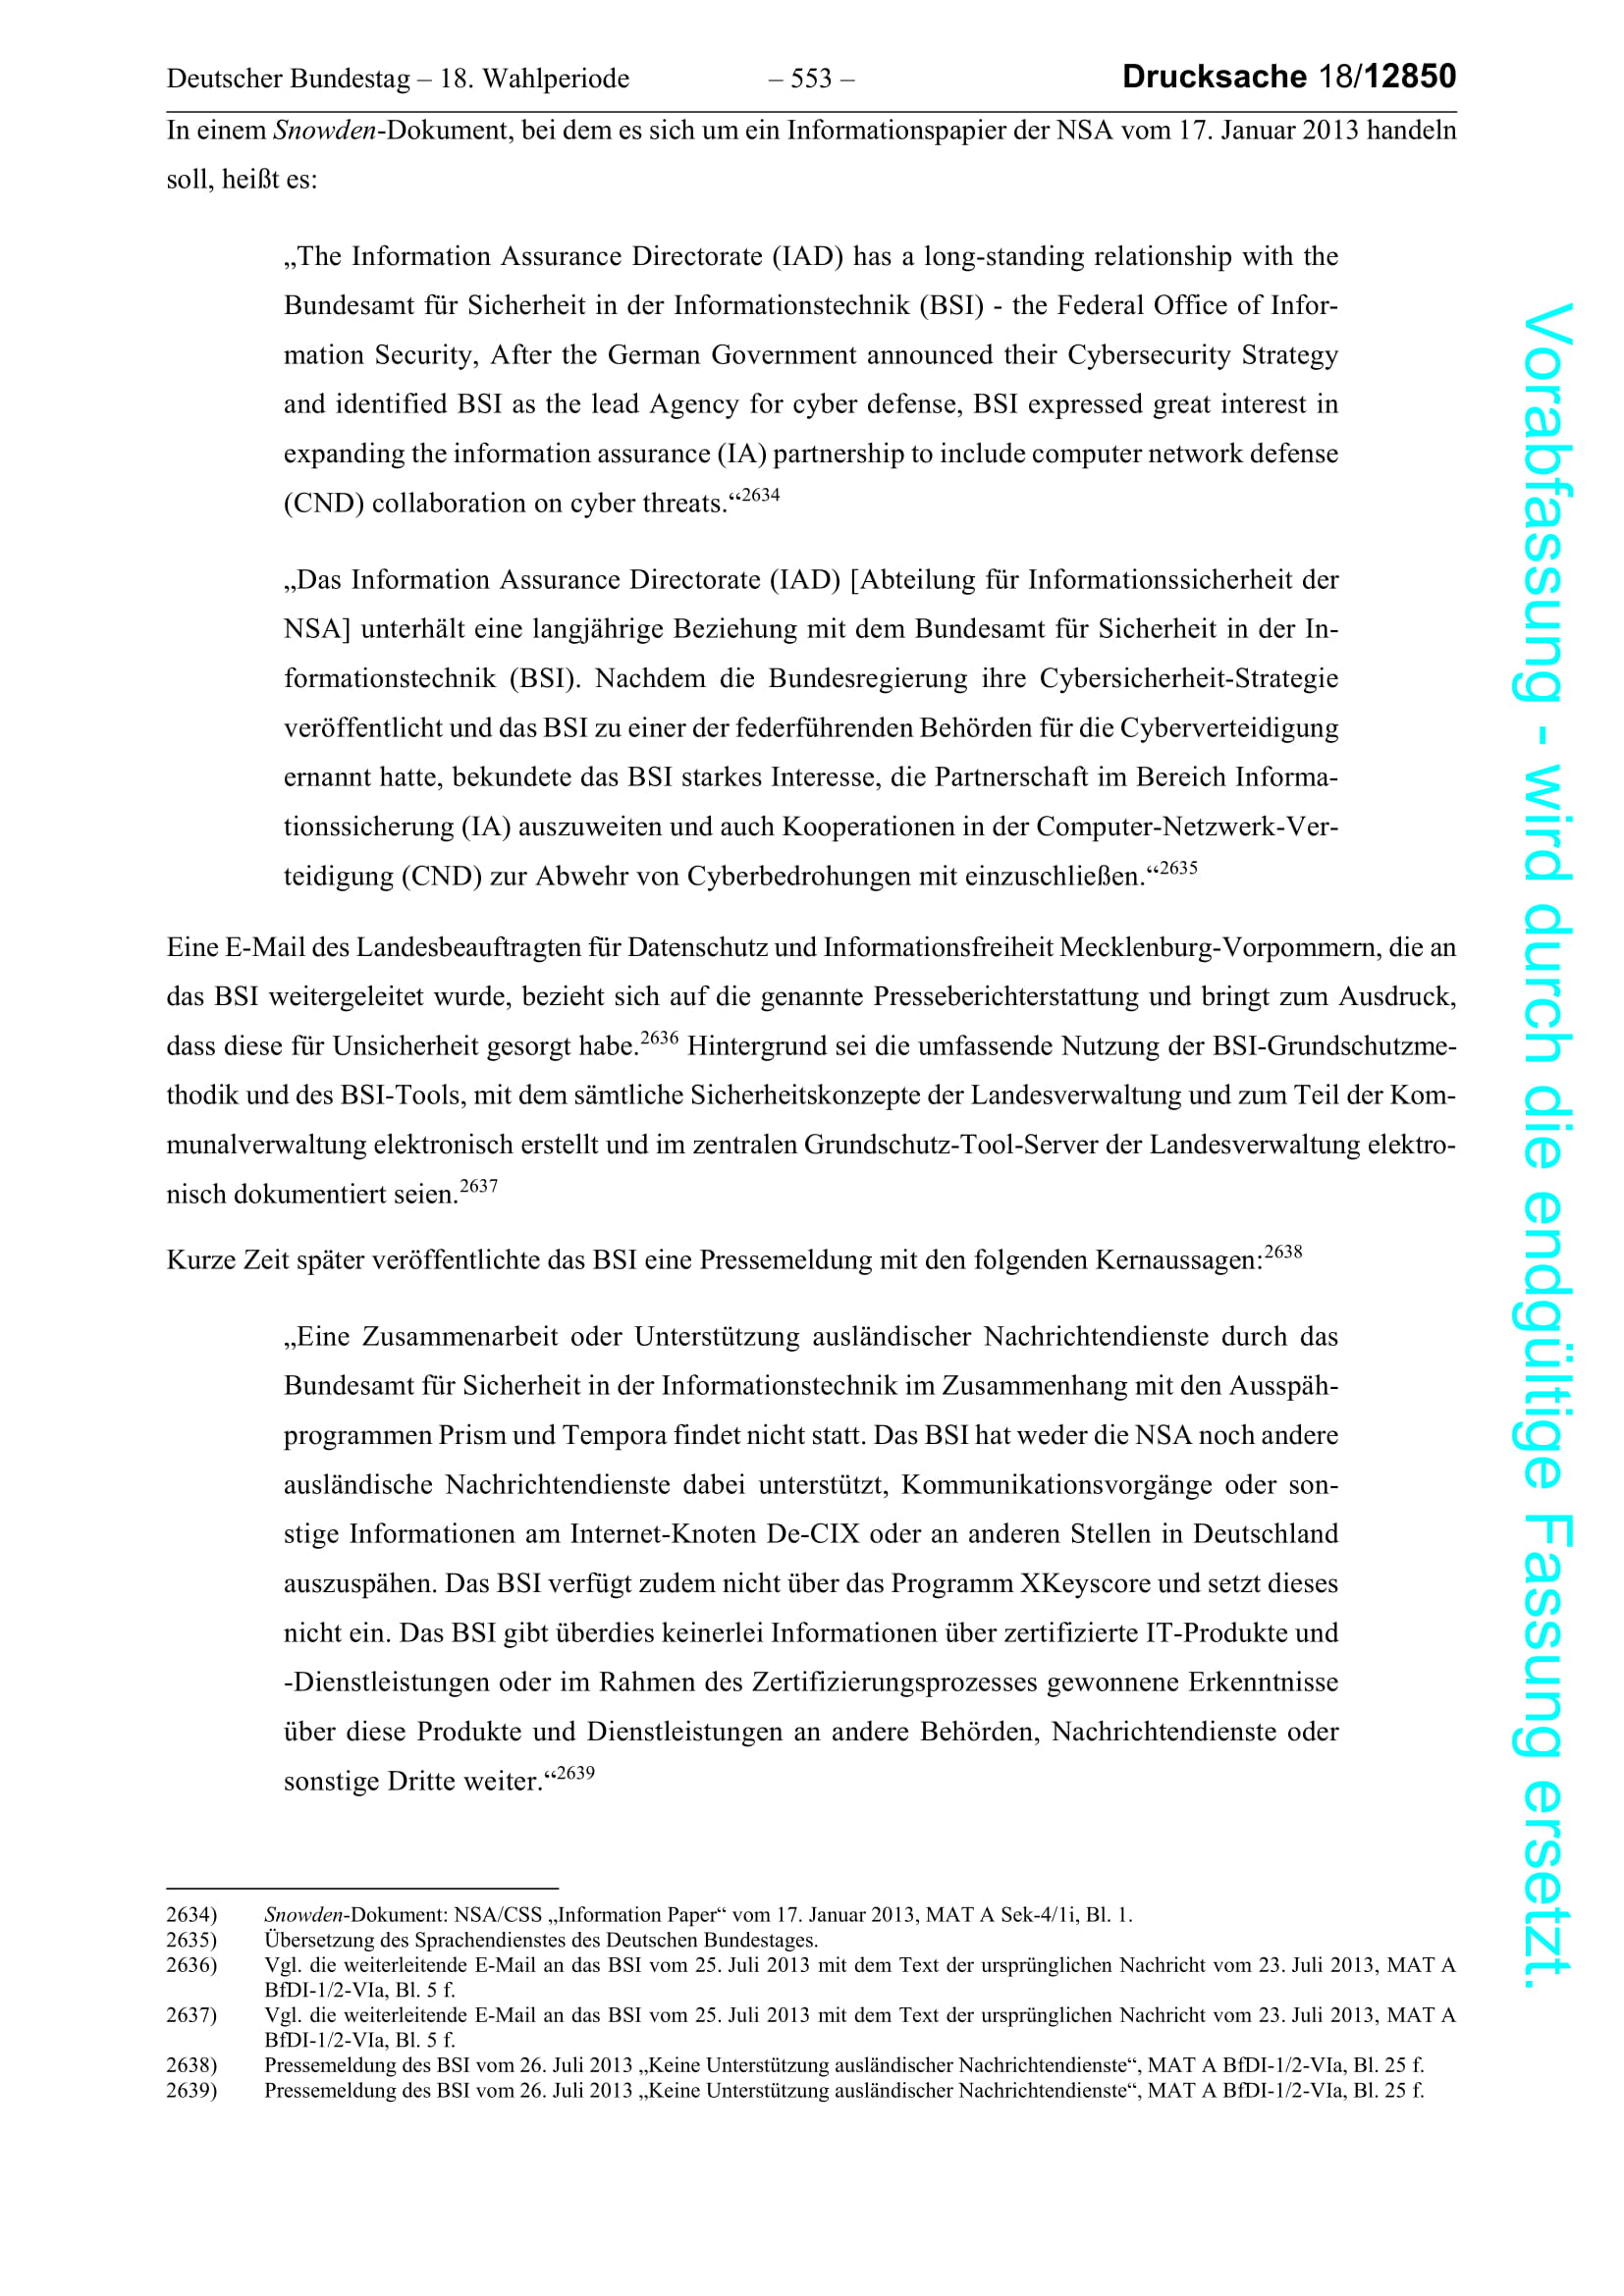 Deutscher Bundestag – 18. Wahlperiode – 553 – Drucksache 18/12850
In einem Snowden-Dokument, bei dem es sich um ein Informationspapier der NSA vom 17. Januar 2013 handeln
soll, heißt es:
„The Information Assurance Directorate (IAD) has a long-standing relationship with the
Bundesamt für Sicherheit in der Informationstechnik (BSI) - the Federal Office of Infor-
mation Security, After the German Government announced their Cybersecurity Strategy
and identified BSI as the lead Agency for cyber defense, BSI expressed great interest in
expanding the information assurance (IA) partnership to include computer network defense
(CND) collaboration on cyber threats.“2634
„Das Information Assurance Directorate (IAD) [Abteilung für Informationssicherheit der
NSA] unterhält eine langjährige Beziehung mit dem Bundesamt für Sicherheit in der In-
formationstechnik (BSI). Nachdem die Bundesregierung ihre Cybersicherheit-Strategie
veröffentlicht und das BSI zu einer der federführenden Behörden für die Cyberverteidigung
ernannt hatte, bekundete das BSI starkes Interesse, die Partnerschaft im Bereich Informa-
tionssicherung (IA) auszuweiten und auch Kooperationen in der Computer-Netzwerk-Ver-
teidigung (CND) zur Abwehr von Cyberbedrohungen mit einzuschließen.“2635
Eine E-Mail des Landesbeauftragten für Datenschutz und Informationsfreiheit Mecklenburg-Vorpommern, die an
das BSI weitergeleitet wurde, bezieht sich auf die genannte Presseberichterstattung und bringt zum Ausdruck,
dass diese für Unsicherheit gesorgt habe.2636 Hintergrund sei die umfassende Nutzung der BSI-Grundschutzme-
thodik und des BSI-Tools, mit dem sämtliche Sicherheitskonzepte der Landesverwaltung und zum Teil der Kom-
munalverwaltung elektronisch erstellt und im zentralen Grundschutz-Tool-Server der Landesverwaltung elektro-
nisch dokumentiert seien.2637
Kurze Zeit später veröffentlichte das BSI eine Pressemeldung mit den folgenden Kernaussagen:2638
„Eine Zusammenarbeit oder Unterstützung ausländischer Nachrichtendienste durch das
Bundesamt für Sicherheit in der Informationstechnik im Zusammenhang mit den Ausspäh-
programmen Prism und Tempora findet nicht statt. Das BSI hat weder die NSA noch andere
ausländische Nachrichtendienste dabei unterstützt, Kommunikationsvorgänge oder son-
stige Informationen am Internet-Knoten De-CIX oder an anderen Stellen in Deutschland
auszuspähen. Das BSI verfügt zudem nicht über das Programm XKeyscore und setzt dieses
nicht ein. Das BSI gibt überdies keinerlei Informationen über zertifizierte IT-Produkte und
-Dienstleistungen oder im Rahmen des Zertifizierungsprozesses gewonnene Erkenntnisse
über diese Produkte und Dienstleistungen an andere Behörden, Nachrichtendienste oder
sonstige Dritte weiter.“2639
2634) Snowden-Dokument: NSA/CSS „Information Paper“ vom 17. Januar 2013, MAT A Sek-4/1i, Bl. 1.
2635) Übersetzung des Sprachendienstes des Deutschen Bundestages.
2636) Vgl. die weiterleitende E-Mail an das BSI vom 25. Juli 2013 mit dem Text der ursprünglichen Nachricht vom 23. Juli 2013, MAT A
BfDI-1/2-VIa, Bl. 5 f.
2637) Vgl. die weiterleitende E-Mail an das BSI vom 25. Juli 2013 mit dem Text der ursprünglichen Nachricht vom 23. Juli 2013, MAT A
BfDI-1/2-VIa, Bl. 5 f.
2638) Pressemeldung des BSI vom 26. Juli 2013 „Keine Unterstützung ausländischer Nachrichtendienste“, MAT A BfDI-1/2-VIa, Bl. 25 f.
2639) Pressemeldung des BSI vom 26. Juli 2013 „Keine Unterstützung ausländischer Nachrichtendienste“, MAT A BfDI-1/2-VIa, Bl. 25 f.
Vorabfassung - wird durch die endgültige Fassung ersetzt.